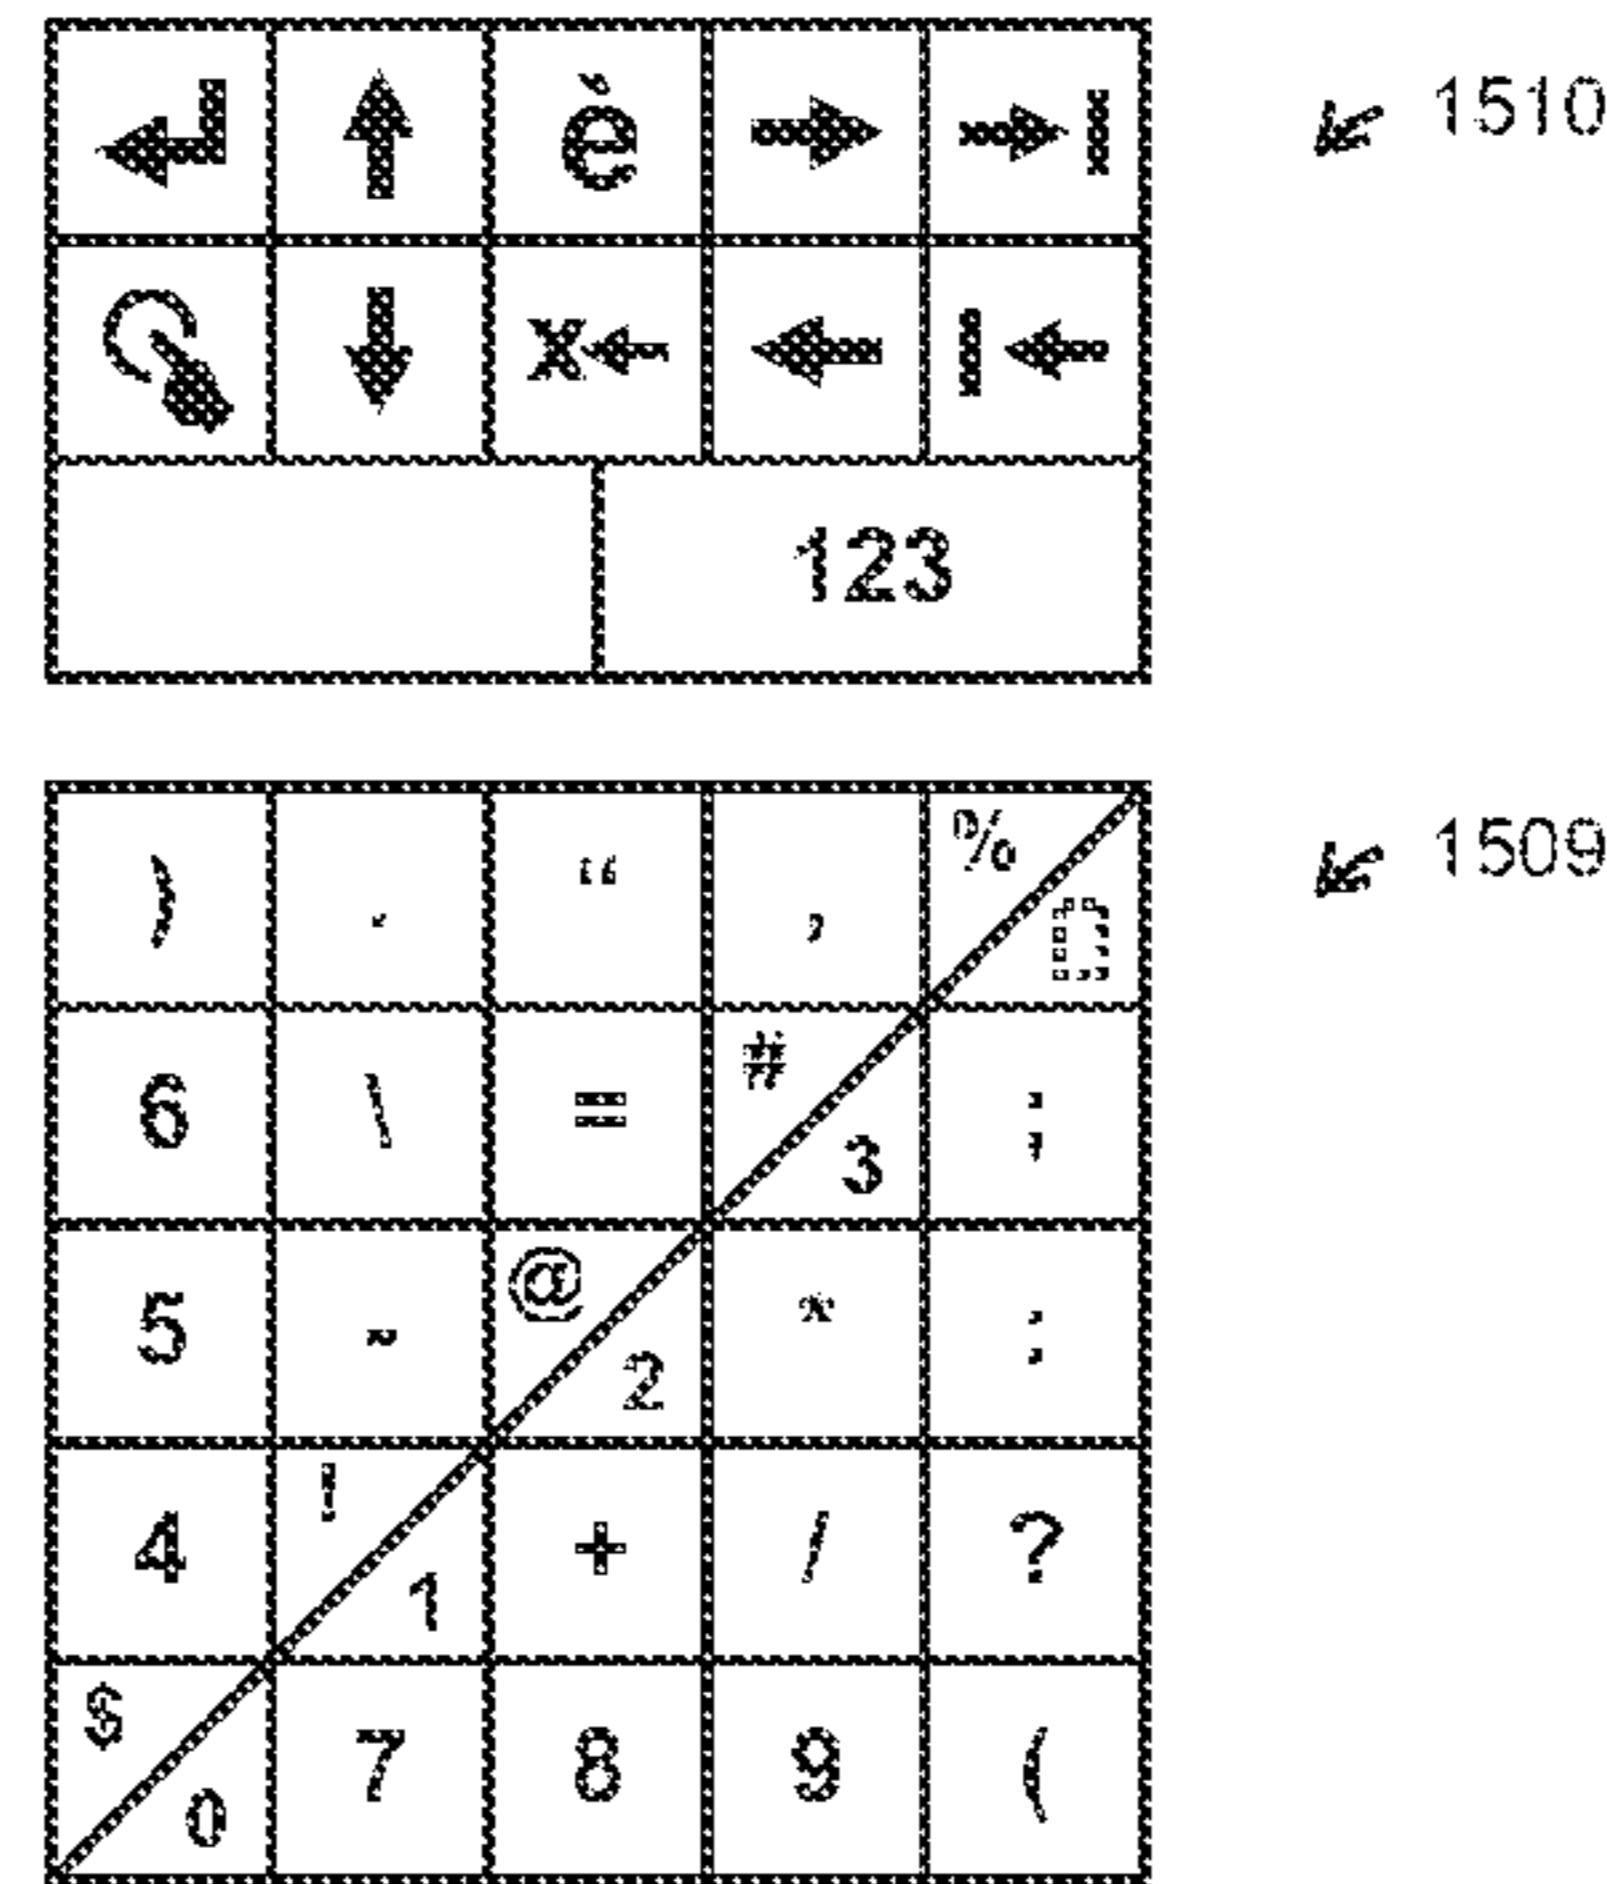 é 1510
x
123
) . “ , % 1509
6 \ = # 3 ;
5 - @ 2 * :
4 ! 1 + / ?
$ 0 7 8 9 (